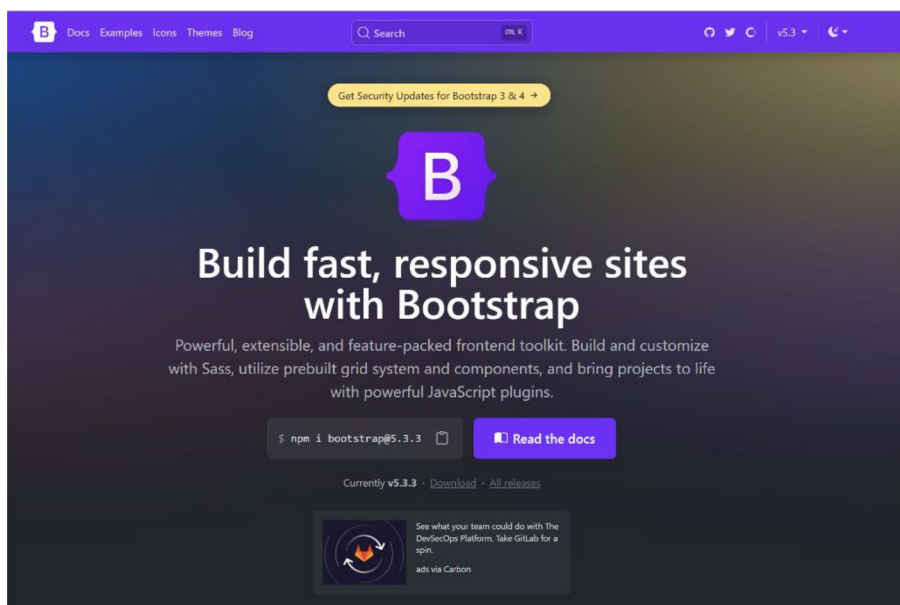 B Docs Examples Icons Themes Blog Search CTRL K v5.3
Get Security Updates for Bootstrap 3 & 4 →
B
Build fast, responsive sites
with Bootstrap
Powerful, extensible, and feature-packed frontend toolkit. Build and customize
with Sass, utilize prebuilt grid system and components, and bring projects to life
with powerful JavaScript plugins.
$ npm i bootstrap@5.3.3 Read the docs
Currently v5.3.3 · Download · All releases
See what your team could do with The
DevSecOps Platform. Take GitLab for a
spin.
ads via Carbon